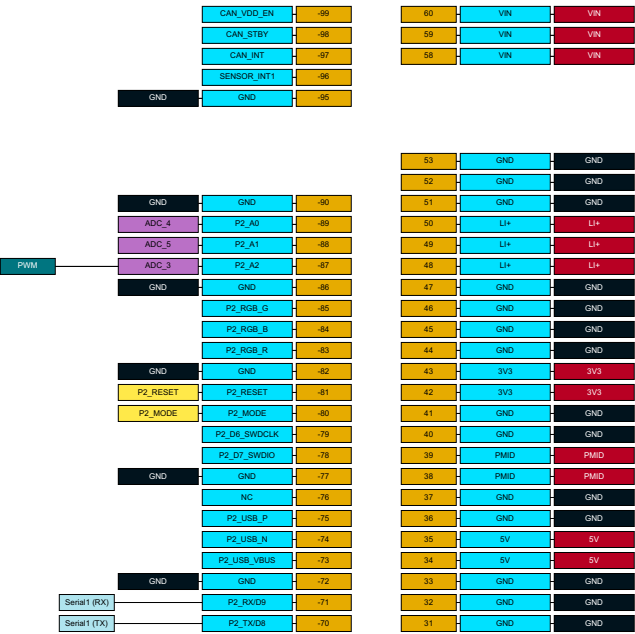 CAN_VDD_EN -99 60 VIN VIN
CAN_STBY -98 59 VIN VIN
CAN_INT -97 58 VIN VIN
SENSOR_INT1 -96
GND GND -95
53 GND GND
52 GND GND
GND GND -90 51 GND GND
ADC_4 P2_A0 -89 50 LI+ LI+
ADC_5 P2_A1 -88 49 LI+ LI+
PWM ADC_3 P2_A2 -87 48 LI+ LI+
GND GND -86 47 GND GND
P2_RGB_G -85 46 GND GND
P2_RGB_B -84 45 GND GND
P2_RGB_R -83 44 GND GND
GND GND -82 43 3V3 3V3
P2_RESET P2_RESET -81 42 3V3 3V3
P2_MODE P2_MODE -80 41 GND GND
P2_D6_SWDCLK -79 40 GND GND
P2_D7_SWDIO -78 39 PMID PMID
GND GND -77 38 PMID PMID
NC -76 37 GND GND
P2_USB_P -75 36 GND GND
P2_USB_N -74 35 5V 5V
P2_USB_VBUS -73 34 5V 5V
GND GND -72 33 GND GND
Serial1 (RX) P2_RX/D9 -71 32 GND GND
Serial1 (TX) P2_TX/D8 -70 31 GND GND